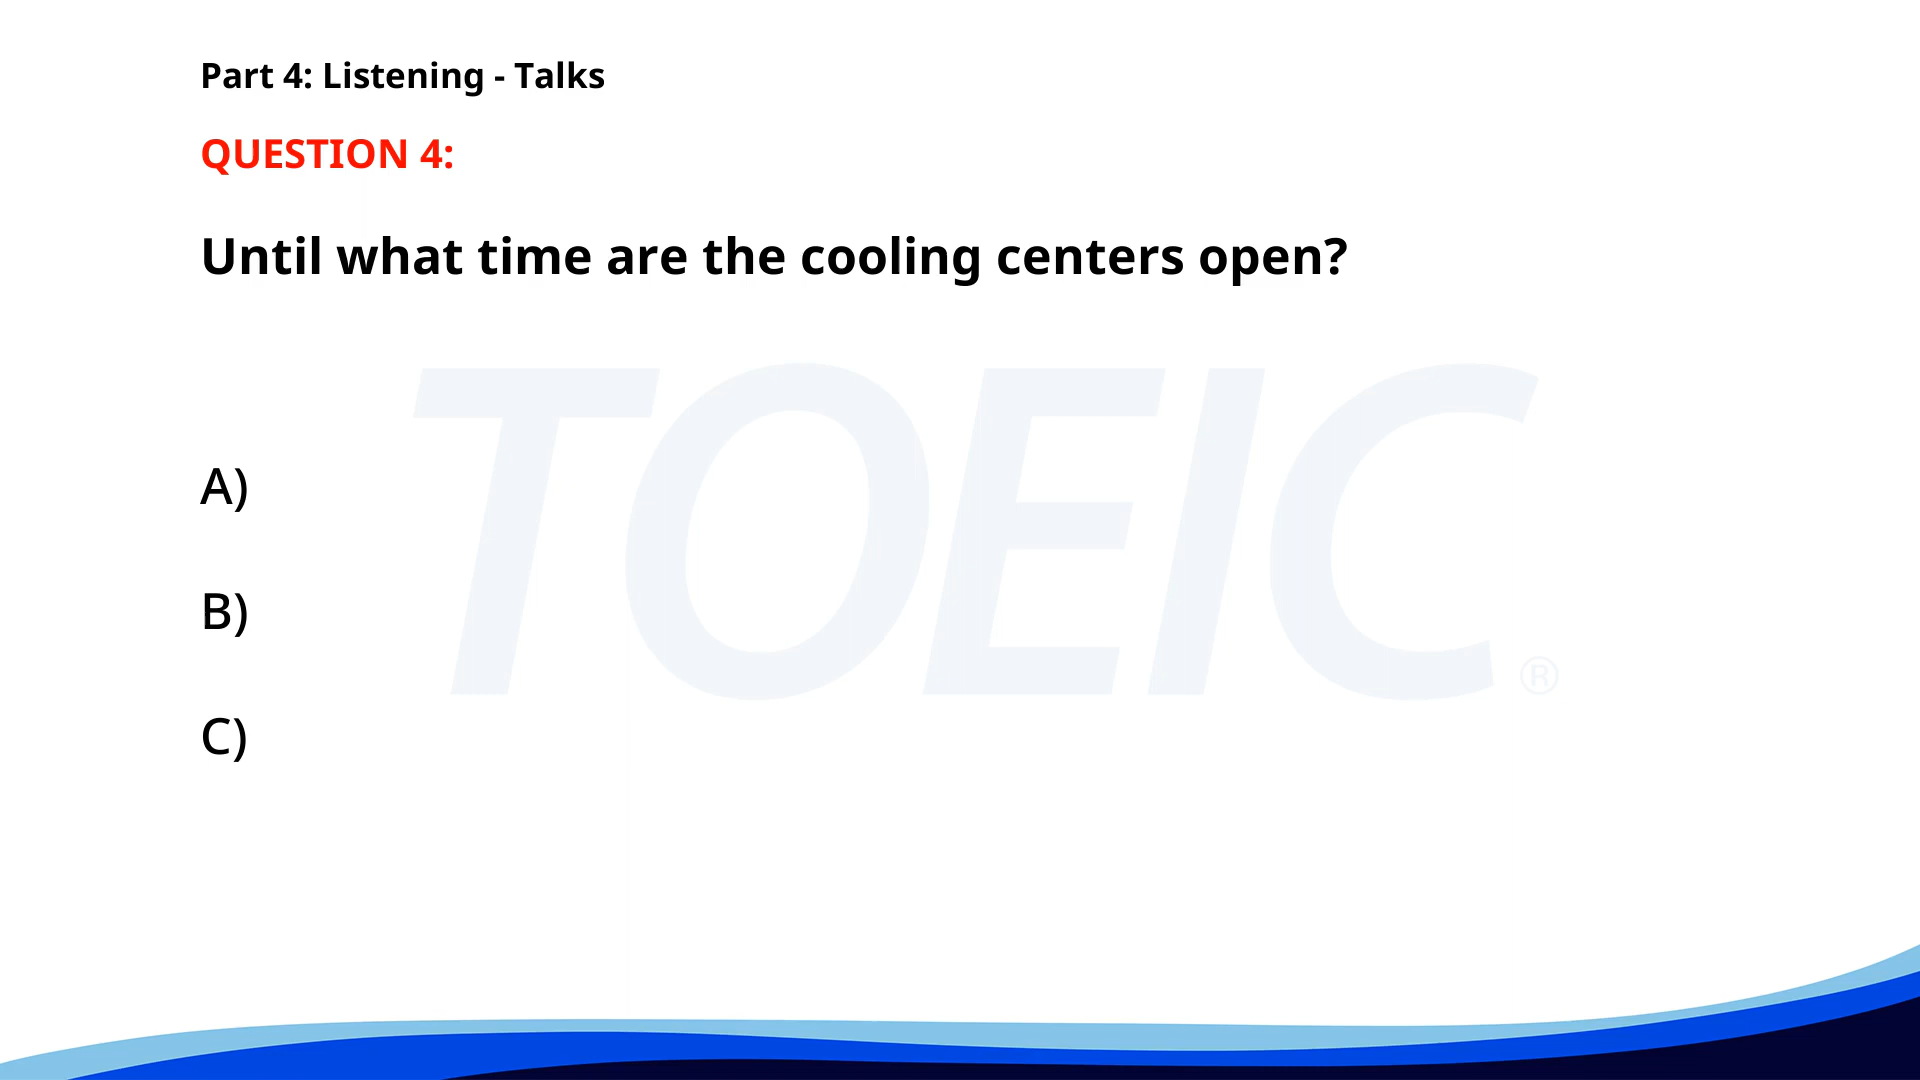 Part 4: Listening - Talks
QUESTION 4:
Until what time are the cooling centers open?
TOEIC®
A)
B)
C)